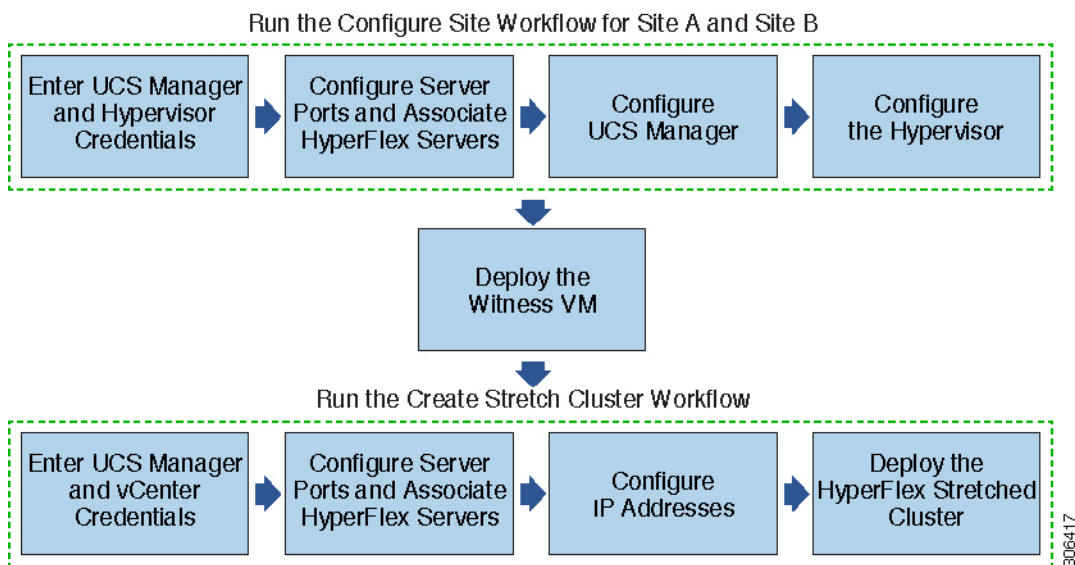 Run the Configure Site Workflow for Site A and Site B
Enter UCS Manager
and Hypervisor
Credentials
Configure Server
Ports and Associate
HyperFlex Servers
Configure
UCS Manager
Configure
the Hypervisor
Deploy the
Witness VM
Run the Create Stretch Cluster Workflow
Enter UCS Manager
and vCenter
Credentials
Configure Server
Ports and Associate
HyperFlex Servers
Configure
IP Addresses
Deploy the
HyperFlex Stretched
Cluster
306417